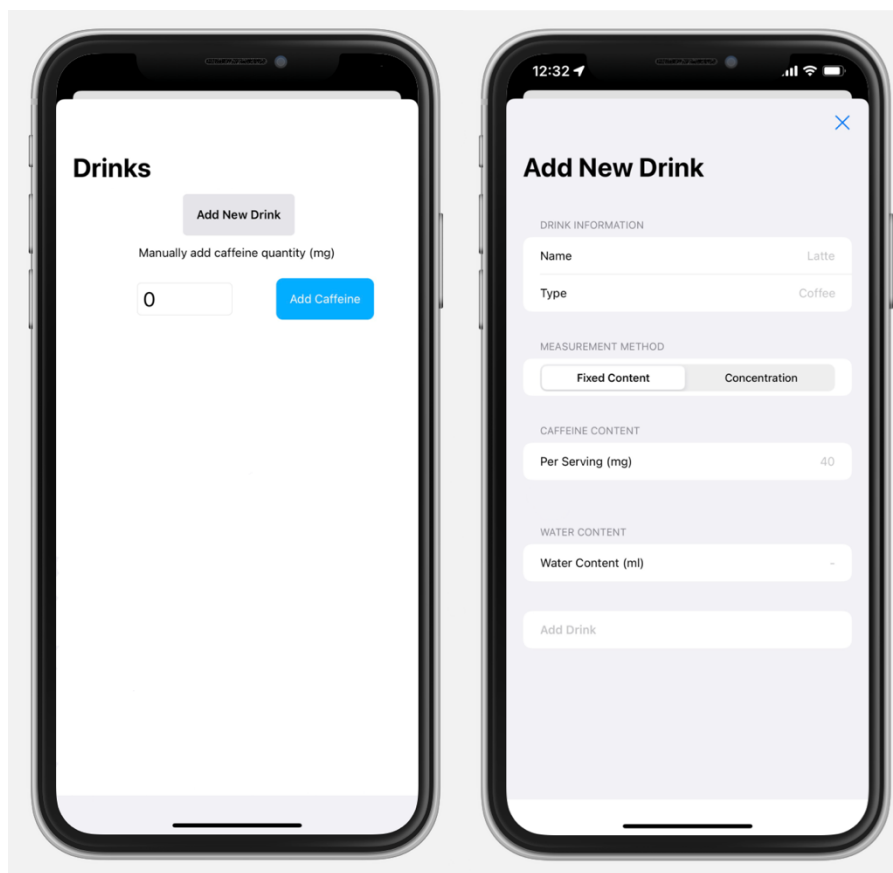 Drinks
Add New Drink
Manually add caffeine quantity (mg)
0
Add Caffeine
12:32
Add New Drink
DRINK INFORMATION
Name Latte
Type Coffee
MEASUREMENT METHOD
Fixed Content Concentration
CAFFEINE CONTENT
Per Serving (mg) 40
WATER CONTENT
Water Content (ml) -
Add Drink